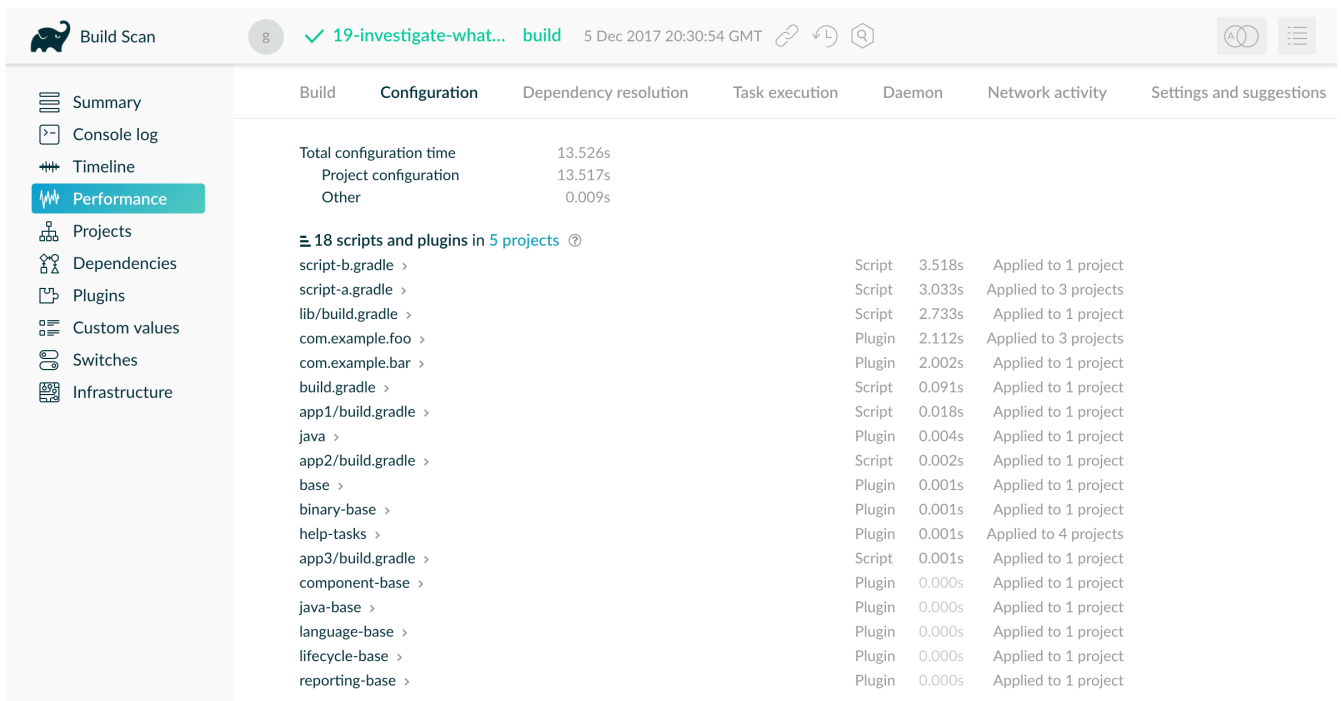 Build Scan
g 19-investigate-what... build 5 Dec 2017 20:30:54 GMT
Summary
Console log
Timeline
Performance
Projects
Dependencies
Plugins
Custom values
Switches
Infrastructure
Build Configuration Dependency resolution Task execution Daemon Network activity Settings and suggestions
Total configuration time 13.526s
Project configuration 13.517s
Other 0.009s
18 scripts and plugins in 5 projects ?
script-b.gradle > Script 3.518s Applied to 1 project
script-a.gradle > Script 3.033s Applied to 3 projects
lib/build.gradle > Script 2.733s Applied to 1 project
com.example.foo > Plugin 2.112s Applied to 3 projects
com.example.bar > Plugin 2.002s Applied to 1 project
build.gradle > Script 0.091s Applied to 1 project
app1/build.gradle > Script 0.018s Applied to 1 project
java > Plugin 0.004s Applied to 1 project
app2/build.gradle > Script 0.002s Applied to 1 project
base > Plugin 0.001s Applied to 1 project
binary-base > Plugin 0.001s Applied to 1 project
help-tasks > Plugin 0.001s Applied to 4 projects
app3/build.gradle > Script 0.001s Applied to 1 project
component-base > Plugin 0.000s Applied to 1 project
java-base > Plugin 0.000s Applied to 1 project
language-base > Plugin 0.000s Applied to 1 project
lifecycle-base > Plugin 0.000s Applied to 1 project
reporting-base > Plugin 0.000s Applied to 1 project